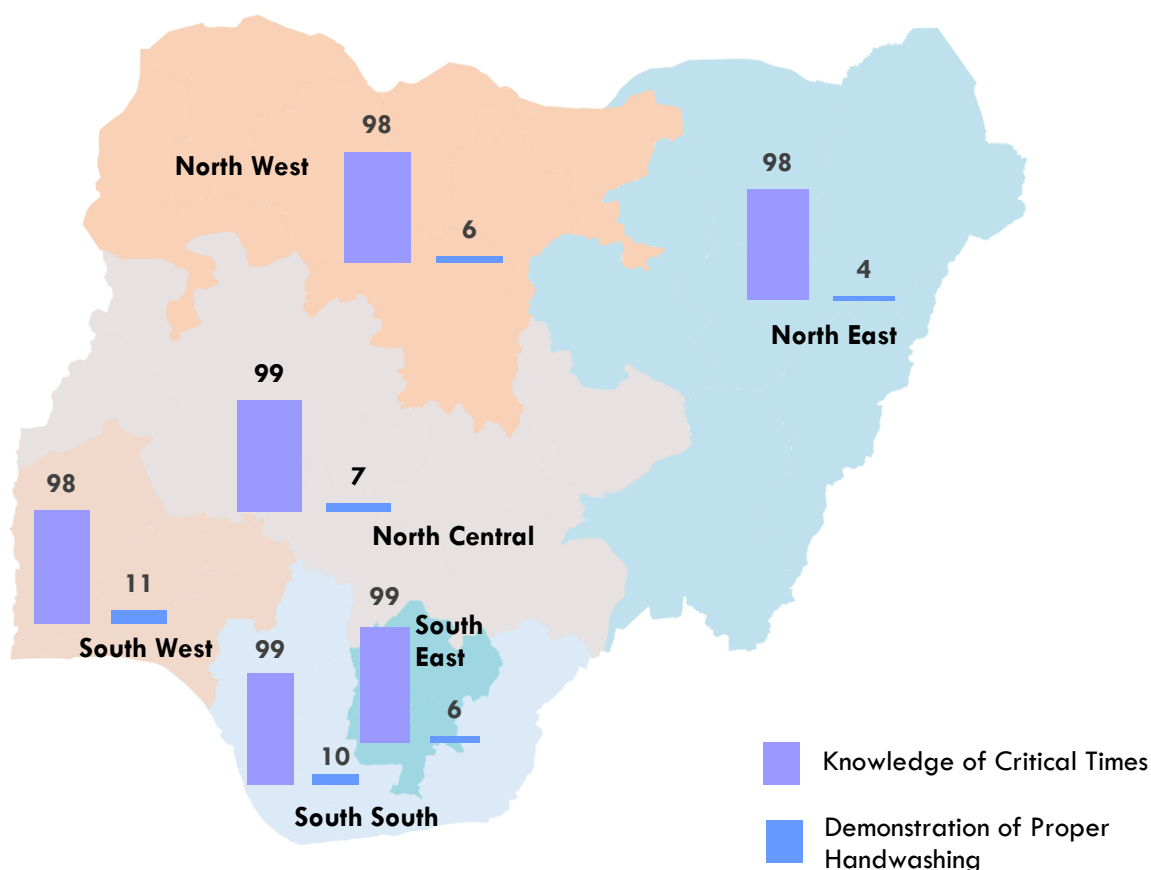 98
North West
6
98
4
North East
99
7
North Central
98
11
South West
99
South
East
6
99
10
South South
Knowledge of Critical Times
Demonstration of Proper
Handwashing